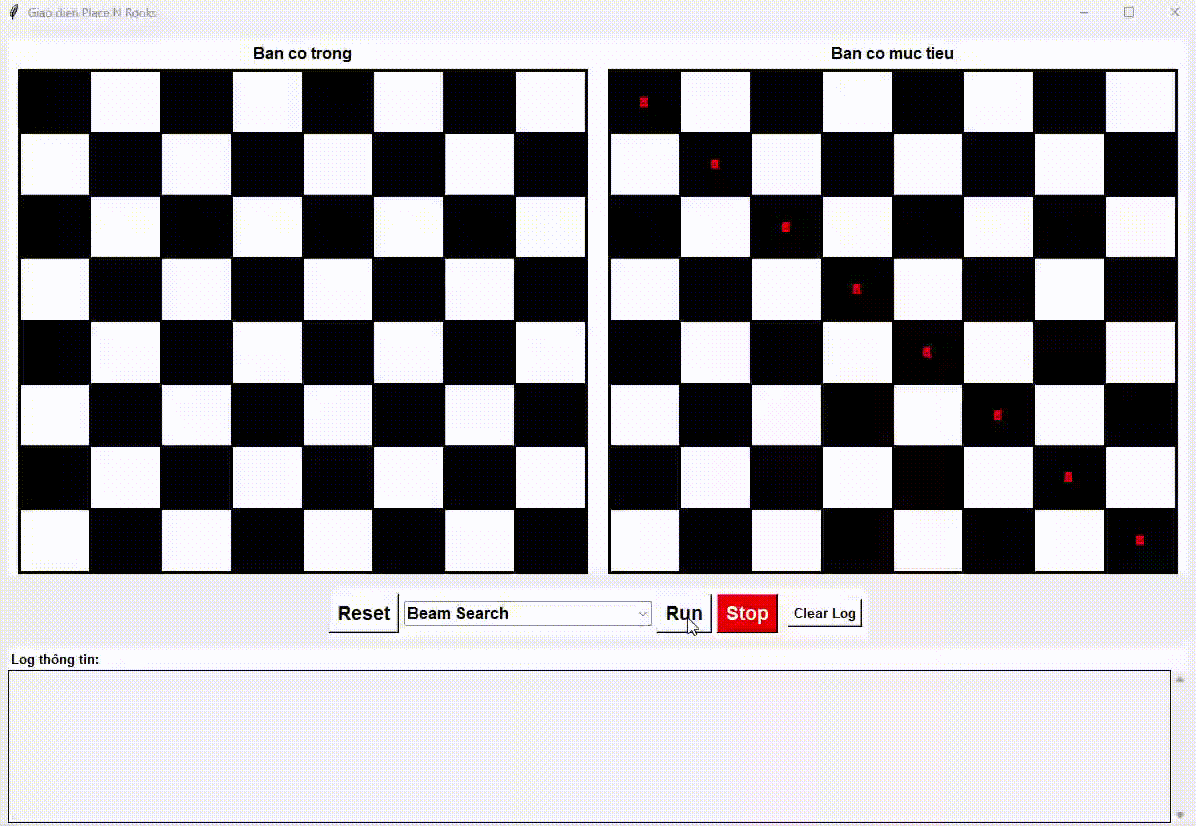 Giao dien Place N Rooks
Ban co trong
Ban co muc tieu
Reset
Beam Search
Run
Stop
Clear Log
Log thông tin: